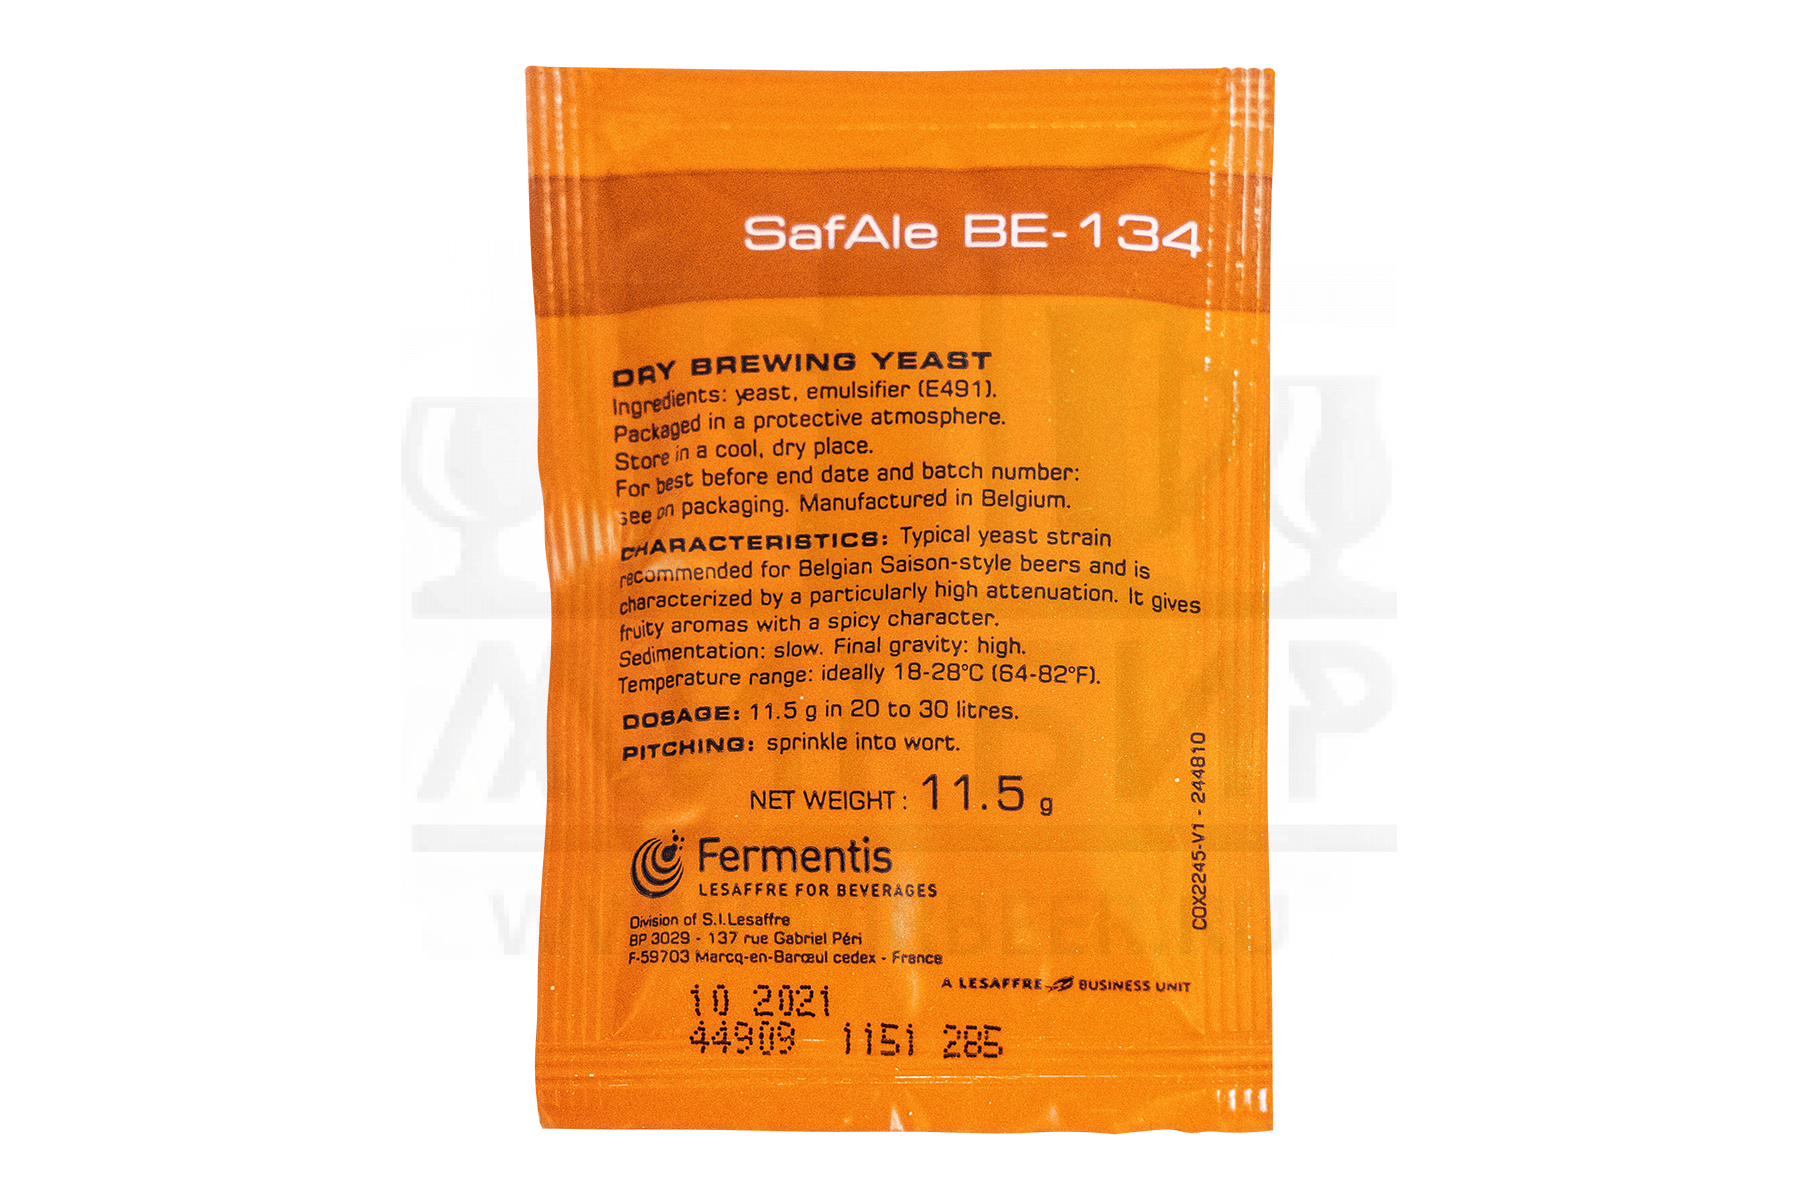 SafAle BE-134
DRY BREWING YEAST
Ingredients: yeast, emulsifier (E491).
Packaged in a protective atmosphere.
Store in a cool, dry place.
For best before end date and batch number:
see on packaging. Manufactured in Belgium.
CHARACTERISTICS: Typical yeast strain
recommended for Belgian Saison-style beers and is
characterized by a particularly high attenuation. It gives
fruity aromas with a spicy character.
Sedimentation: slow. Final gravity: high.
Temperature range: ideally 18-28°C (64-82°F).
DOSAGE: 11.5 g in 20 to 30 litres.
PITCHING: sprinkle into wort.
NET WEIGHT: 11.5 g
COX2245-V1 - 244810
Fermentis
LESAFFRE FOR BEVERAGES
Division of S.I.Lesaffre
BP 3029 - 137 rue Gabriel Péri
F-59703 Marcq-en-Barœul cedex - France
A LESAFFRE BUSINESS UNIT
10 2021
44909 1151 285